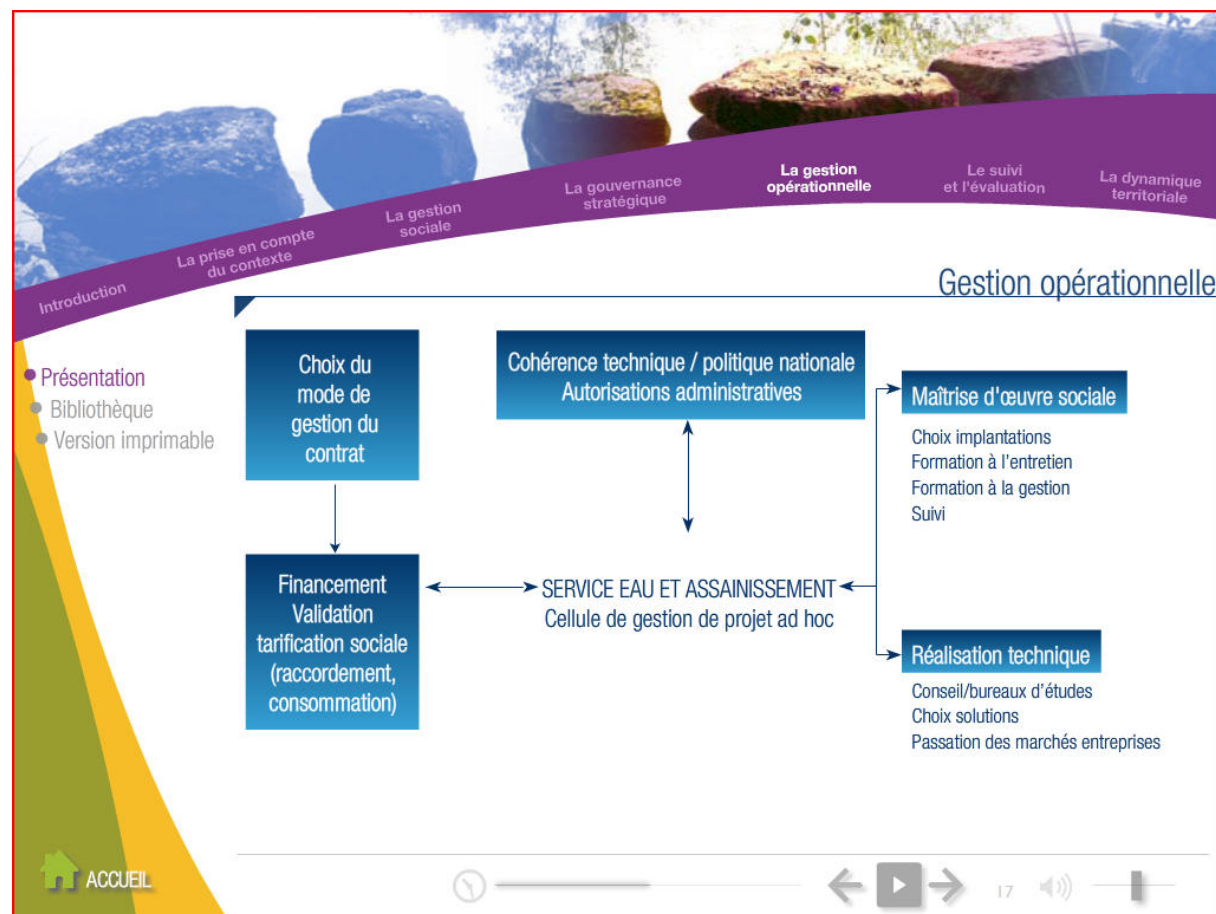 Introduction
La prise en compte
du contexte
La gestion
sociale
La gouvernance
stratégique
La gestion
opérationnelle
Le suivi
et l'évaluation
La dynamique
territoriale
Gestion opérationnelle
Présentation
Bibliothèque
Version imprimable
Choix du
mode de
gestion du
contrat
Cohérence technique / politique nationale
Autorisations administratives
Maîtrise d'œuvre sociale
Choix implantations
Formation à l'entretien
Formation à la gestion
Suivi
Financement
Validation
tarification sociale
(raccordement,
consommation)
SERVICE EAU ET ASSAINISSEMENT
Cellule de gestion de projet ad hoc
Réalisation technique
Conseil/bureaux d'études
Choix solutions
Passation des marchés entreprises
ACCUEIL
17